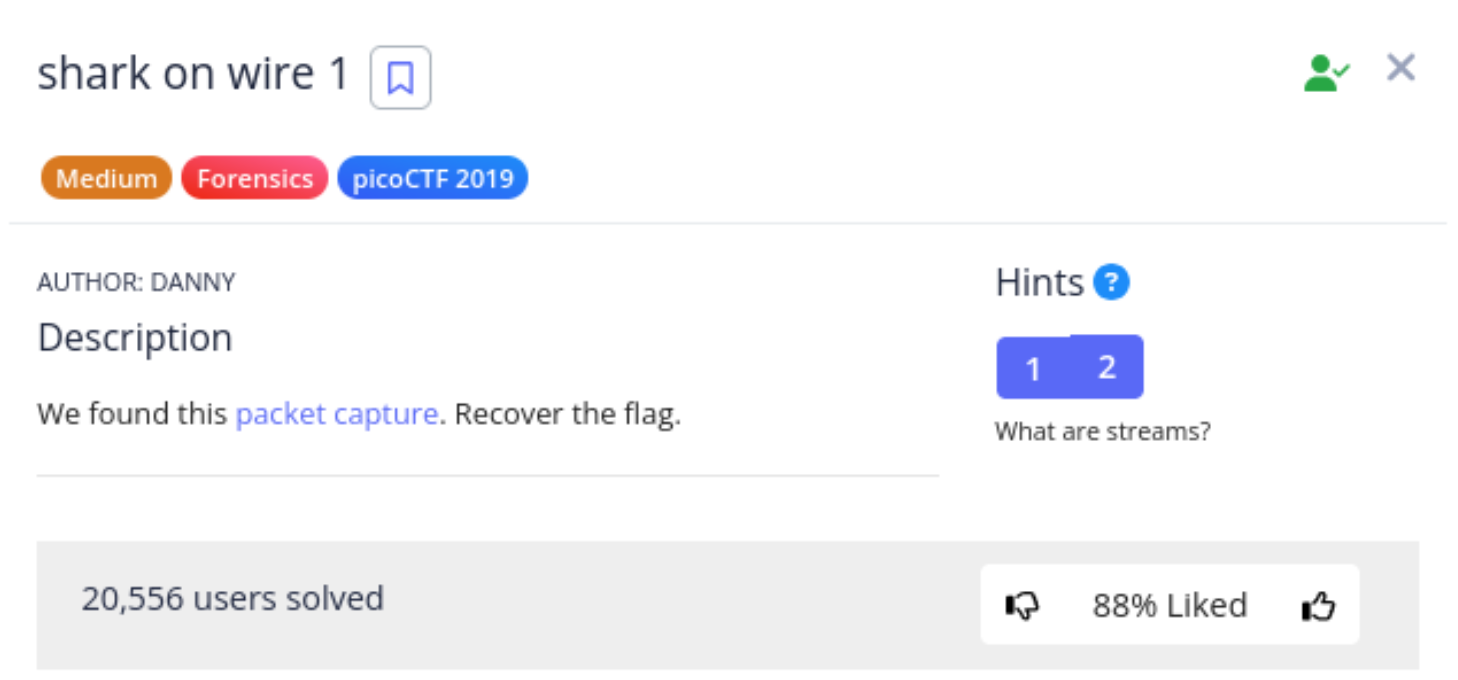 shark on wire 1
Medium Forensics picoCTF 2019
AUTHOR: DANNY
Description
We found this packet capture. Recover the flag.
Hints ?
1 2
What are streams?
20,556 users solved
88% Liked